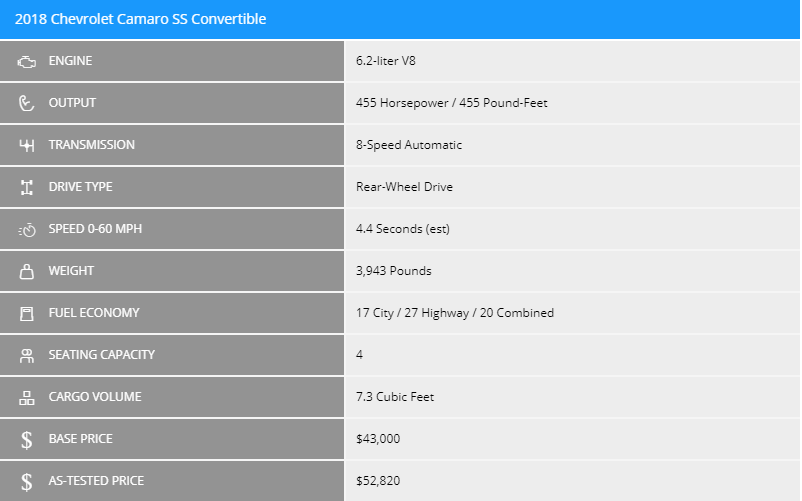 2018 Chevrolet Camaro SS Convertible
ENGINE 6.2-liter V8
OUTPUT 455 Horsepower / 455 Pound-Feet
TRANSMISSION 8-Speed Automatic
DRIVE TYPE Rear-Wheel Drive
SPEED 0-60 MPH 4.4 Seconds (est)
WEIGHT 3,943 Pounds
FUEL ECONOMY 17 City / 27 Highway / 20 Combined
SEATING CAPACITY 4
CARGO VOLUME 7.3 Cubic Feet
$ BASE PRICE $43,000
$ AS-TESTED PRICE $52,820